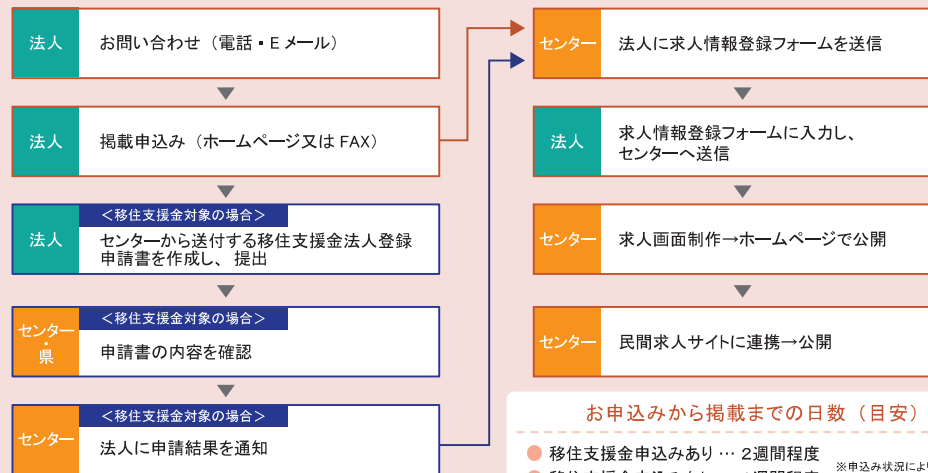 法人
お問い合わせ（電話・Eメール）
法人
掲載申込み（ホームページ又は FAX）
法人
＜移住支援金対象の場合＞
センターから送付する移住支援金法人登録
申請書を作成し、提出
センター
・
県
＜移住支援金対象の場合＞
申請書の内容を確認
センター
＜移住支援金対象の場合＞
法人に申請結果を通知
センター
法人に求人情報登録フォームを送信
法人
求人情報登録フォームに入力し、
センターへ送信
センター
求人画面制作→ホームページで公開
センター
民間求人サイトに連携→公開
お申込みから掲載までの日数（目安）
移住支援金申込みあり … 2週間程度
※申込み状況により